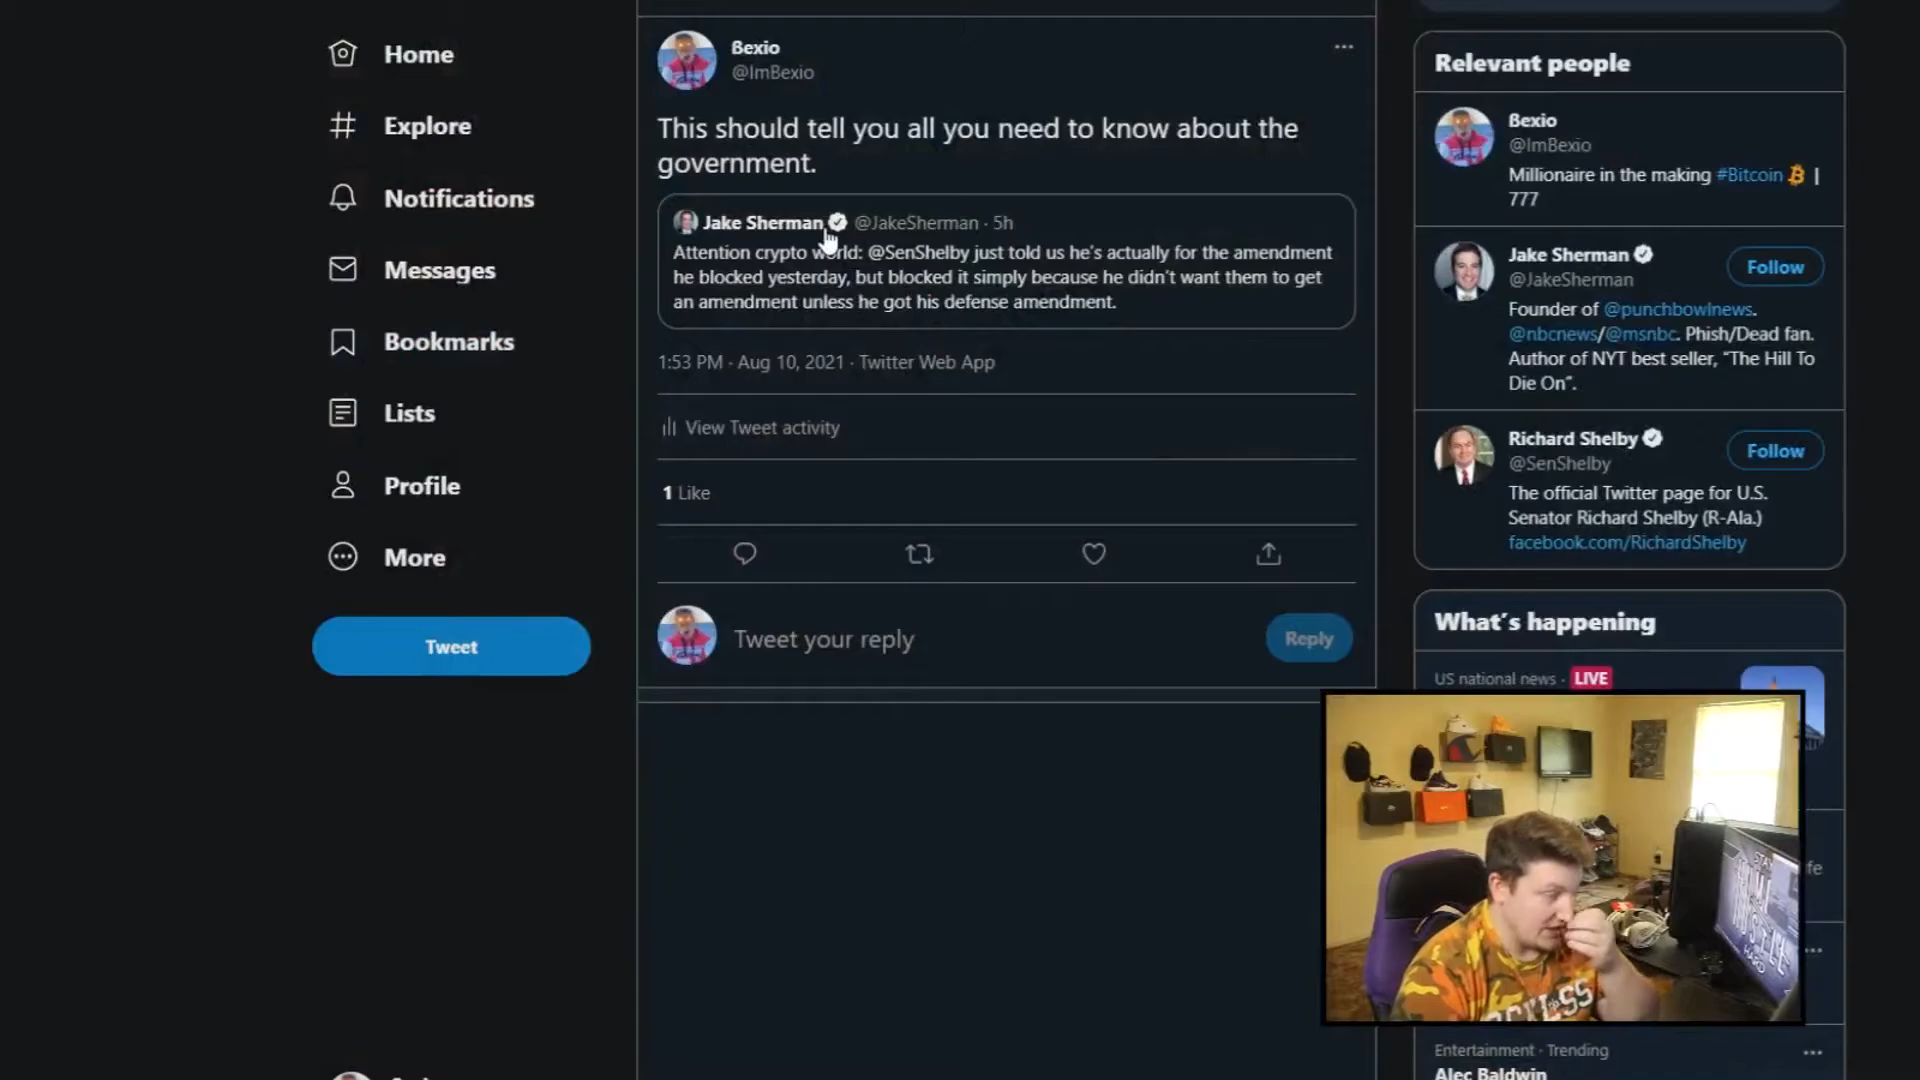 Home
Explore
Notifications
Messages
Bookmarks
Lists
Profile
More
Tweet
Bexio
@ImBexio
This should tell you all you need to know about the
government.
Jake Sherman @JakeSherman · 5h
Attention crypto world: @SenShelby just told us he's actually for the amendment
he blocked yesterday, but blocked it simply because he didn't want them to get
an amendment unless he got his defense amendment.
1:53 PM · Aug 10, 2021 · Twitter Web App
View Tweet activity
1 Like
Tweet your reply
Reply
Relevant people
Bexio
@ImBexio
Millionaire in the making #Bitcoin |
777
Jake Sherman
@JakeSherman
Follow
Founder of @punchbowlnews.
@nbcnews/@msnbc. Phish/Dead fan.
Author of NYT best seller, "The Hill To
Die On".
Richard Shelby
@SenShelby
Follow
The official Twitter page for U.S.
Senator Richard Shelby (R-Ala.)
facebook.com/RichardShelby
What's happening
US national news · LIVE
fe
STAY
HUSTLE
HARD
Entertainment · Trending
Alec Baldwin